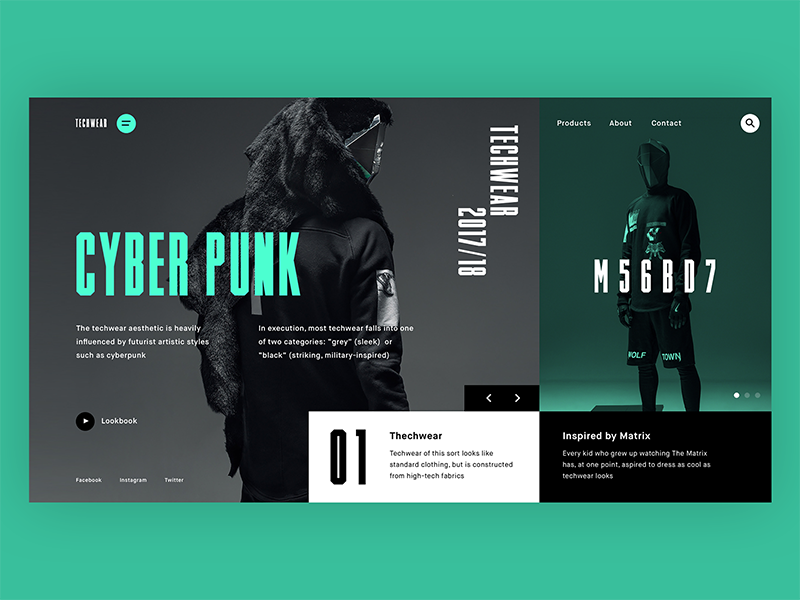 TECHWEAR
Products About Contact
TECHWEAR
2017/18
CYBER PUNK
M56BD7
The techwear aesthetic is heavily
influenced by futurist artistic styles
such as cyberpunk
In execution, most techwear falls into one
of two categories: "grey" (sleek) or
"black" (striking, military-inspired)
WOLF TOWN
Lookbook
01
Thechwear
Techwear of this sort looks like
standard clothing, but is constructed
from high-tech fabrics
Inspired by Matrix
Every kid who grew up watching The Matrix
has, at one point, aspired to dress as cool as
techwear looks
Facebook Instagram Twitter